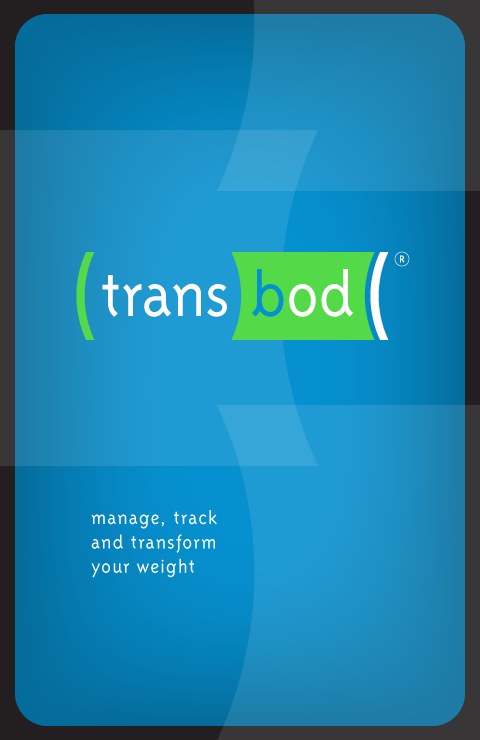 (trans bod( ®
manage, track
and transform
your weight